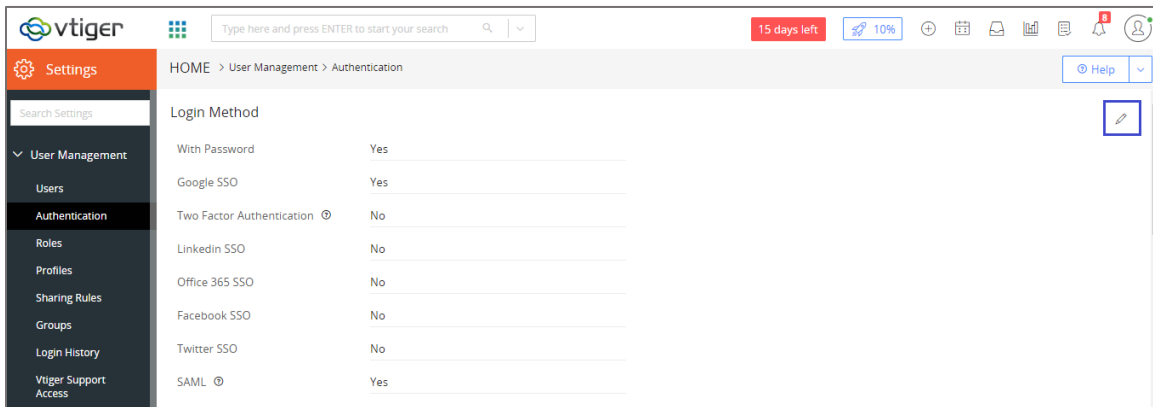 vtiger
Type here and press ENTER to start your search
15 days left
10%
8
Settings
HOME > User Management > Authentication
Help
Search Settings
Login Method
User Management
With Password Yes
Google SSO Yes
Users
Authentication
Two Factor Authentication No
Roles
Linkedin SSO No
Profiles
Office 365 SSO No
Sharing Rules
Facebook SSO No
Groups
Twitter SSO No
Login History
SAML Yes
Vtiger Support
Access